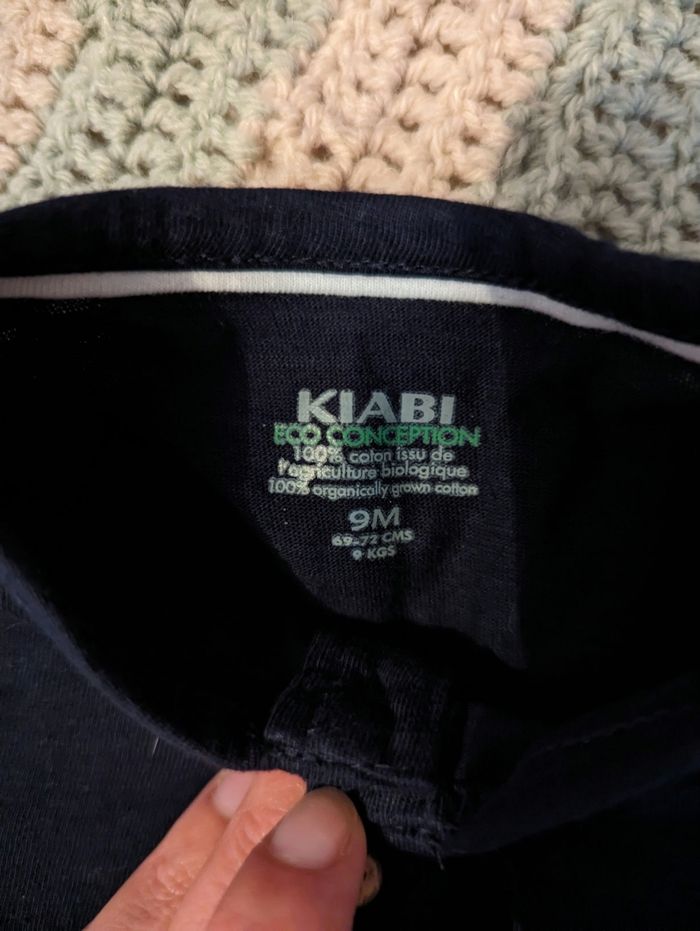 KIABI
ECO CONCEPTION
100% coton issu de
l'agriculture biologique
100% organically grown cotton
9M
69-72 CMS
9 KGS